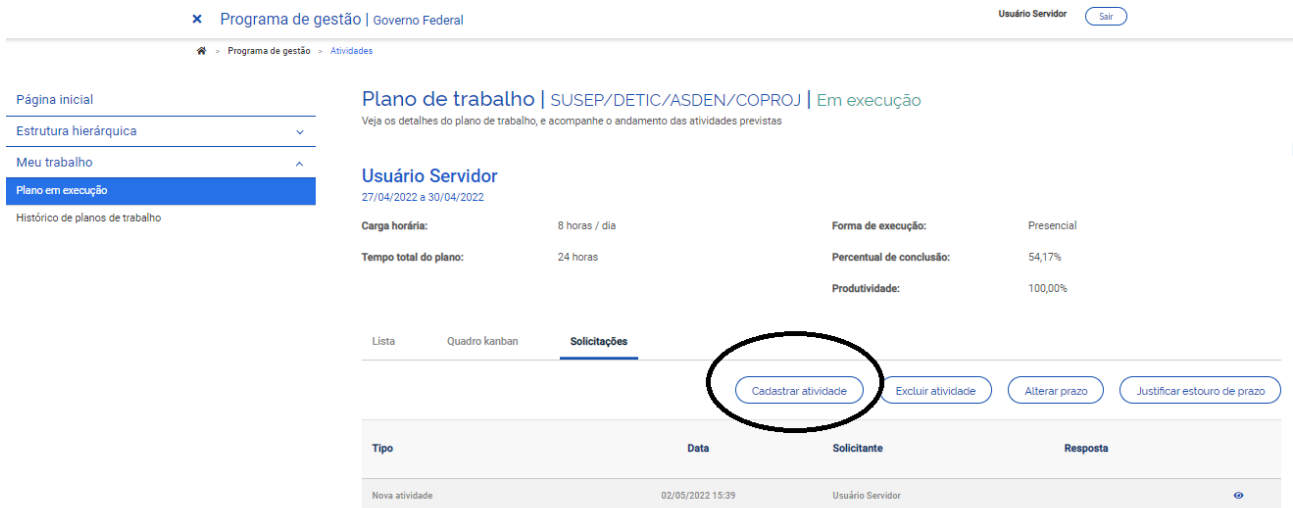 Programa de gestão | Governo Federal
Usuário Servidor
Sair
> Programa de gestão > Atividades
Página inicial
Estrutura hierárquica
Meu trabalho
Plano em execução
Histórico de planos de trabalho
Plano de trabalho | SUSEP/DETIC/ASDEN/COPROJ | Em execução
Veja os detalhes do plano de trabalho, e acompanhe o andamento das atividades previstas
Usuário Servidor
27/04/2022 a 30/04/2022
Carga horária: 8 horas / dia Forma de execução: Presencial
Tempo total do plano: 24 horas Percentual de conclusão: 54,17%
Produtividade: 100,00%
Lista Quadro kanban Solicitações
Cadastrar atividade Excluir atividade Alterar prazo Justificar estouro de prazo
Tipo Data Solicitante Resposta
Nova atividade 02/05/2022 15:39 Usuário Servidor